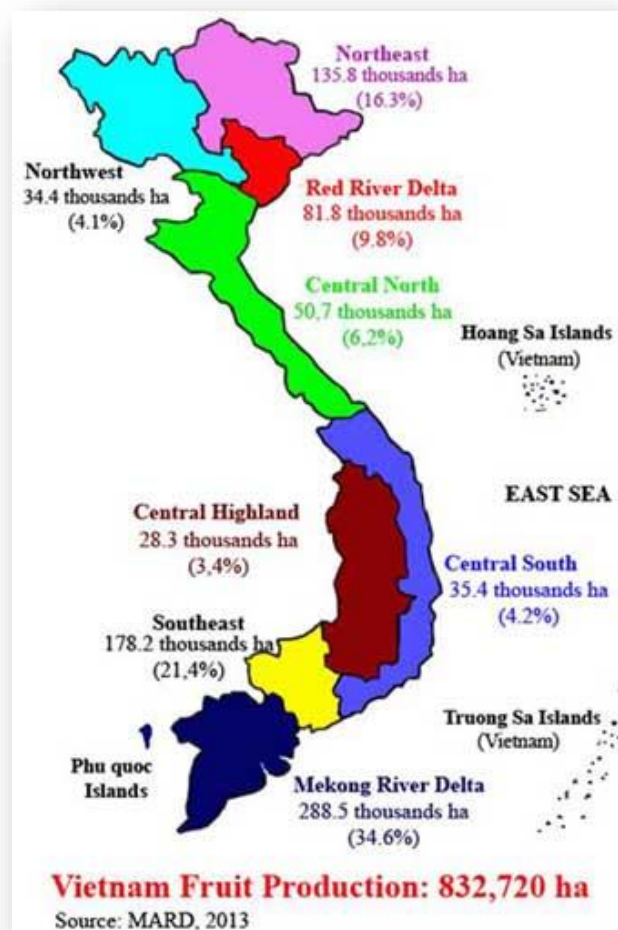 Northeast
135.8 thousands ha
(16.3%)
Northwest
34.4 thousands ha
(4.1%)
Red River Delta
81.8 thousands ha
(9.8%)
Central North
50,7 thousands ha
(6,2%)
Hoang Sa Islands
(Vietnam)
EAST SEA
Central Highland
28.3 thousands ha
(3,4%)
Central South
35.4 thousands ha
(4.2%)
Southeast
178.2 thousands ha
(21,4%)
Truong Sa Islands
(Vietnam)
Phu quoc
Islands
Mekong River Delta
288.5 thousands ha
(34.6%)
Vietnam Fruit Production: 832,720 ha
Source: MARD, 2013